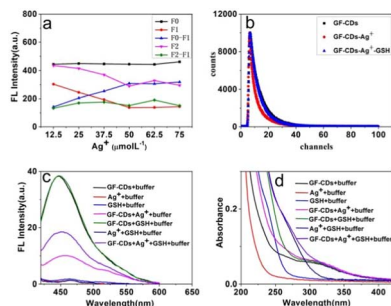 a
FL Intensity(a.u.)
800
600
400
200
0
F0
F1
F0-F1
F2
F2-F1
12.5 25 37.5 50 62.5 75
Ag+ (μmolL-1)
b
counts
10000
8000
6000
4000
2000
0
GF-CDs
GF-CDs-Ag+
GF-CDs-Ag+-GSH
0 20 40 60 80 100
channels
c
FL Intensity(a.u.)
40
20
0
GF-CDs+buffer
Ag++buffer
GSH+buffer
GF-CDs+Ag++buffer
GF-CDs+GSH+buffer
Ag++GSH+buffer
GF-CDs+Ag++GSH+buffer
450 500 550 600
wavelength(nm)
d
Absorbance
0.2
0.0
GF-CDs+buffer
Ag++buffer
GSH+buffer
GF-CDs+Ag++buffer
GF-CDs+GSH+buffer
Ag++GSH+buffer
GF-CDs+Ag++GSH+buffer
200 250 300 350 400
wavelength(nm)